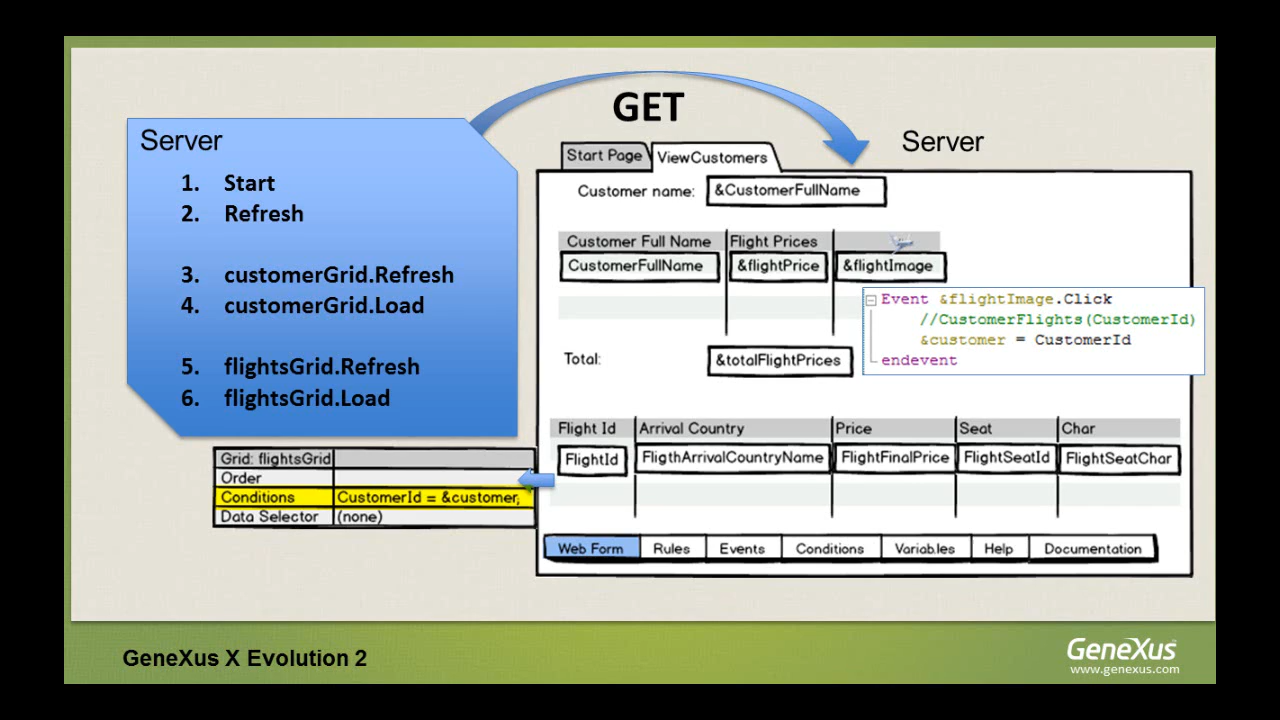 GET
Server
1. Start
2. Refresh
3. customerGrid.Refresh
4. customerGrid.Load
5. flightsGrid.Refresh
6. flightsGrid.Load
Server
Start Page ViewCustomers
Customer name: &CustomerFullName
Customer Full Name Flight Prices
CustomerFullName &flightPrice &flightImage
Event &flightImage.Click
//CustomerFlights(CustomerId)
&customer = CustomerId
endevent
Total: &totalFlightPrices
Flight Id Arrival Country Price Seat Char
FlightId FligthArrivalCountryName FlightFinalPrice FlightSeatId FlightSeatChar
Grid: flightsGrid
Order
Conditions CustomerId = &customer;
Data Selector (none)
Web Form Rules Events Conditions Variables Help Documentation
GeneXus X Evolution 2
GeneXus
www.genexus.com